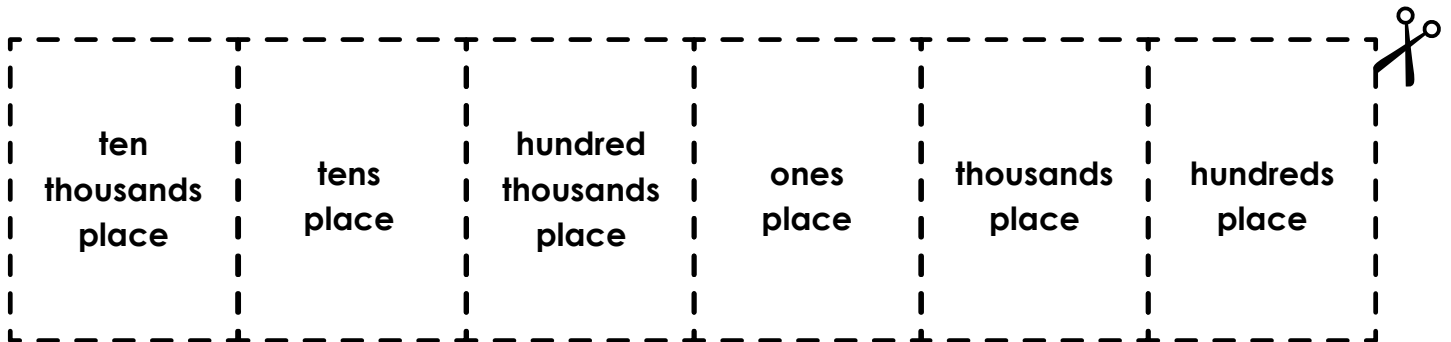 ten
thousands
place
tens
place
hundred
thousands
place
ones
place
thousands
place
hundreds
place